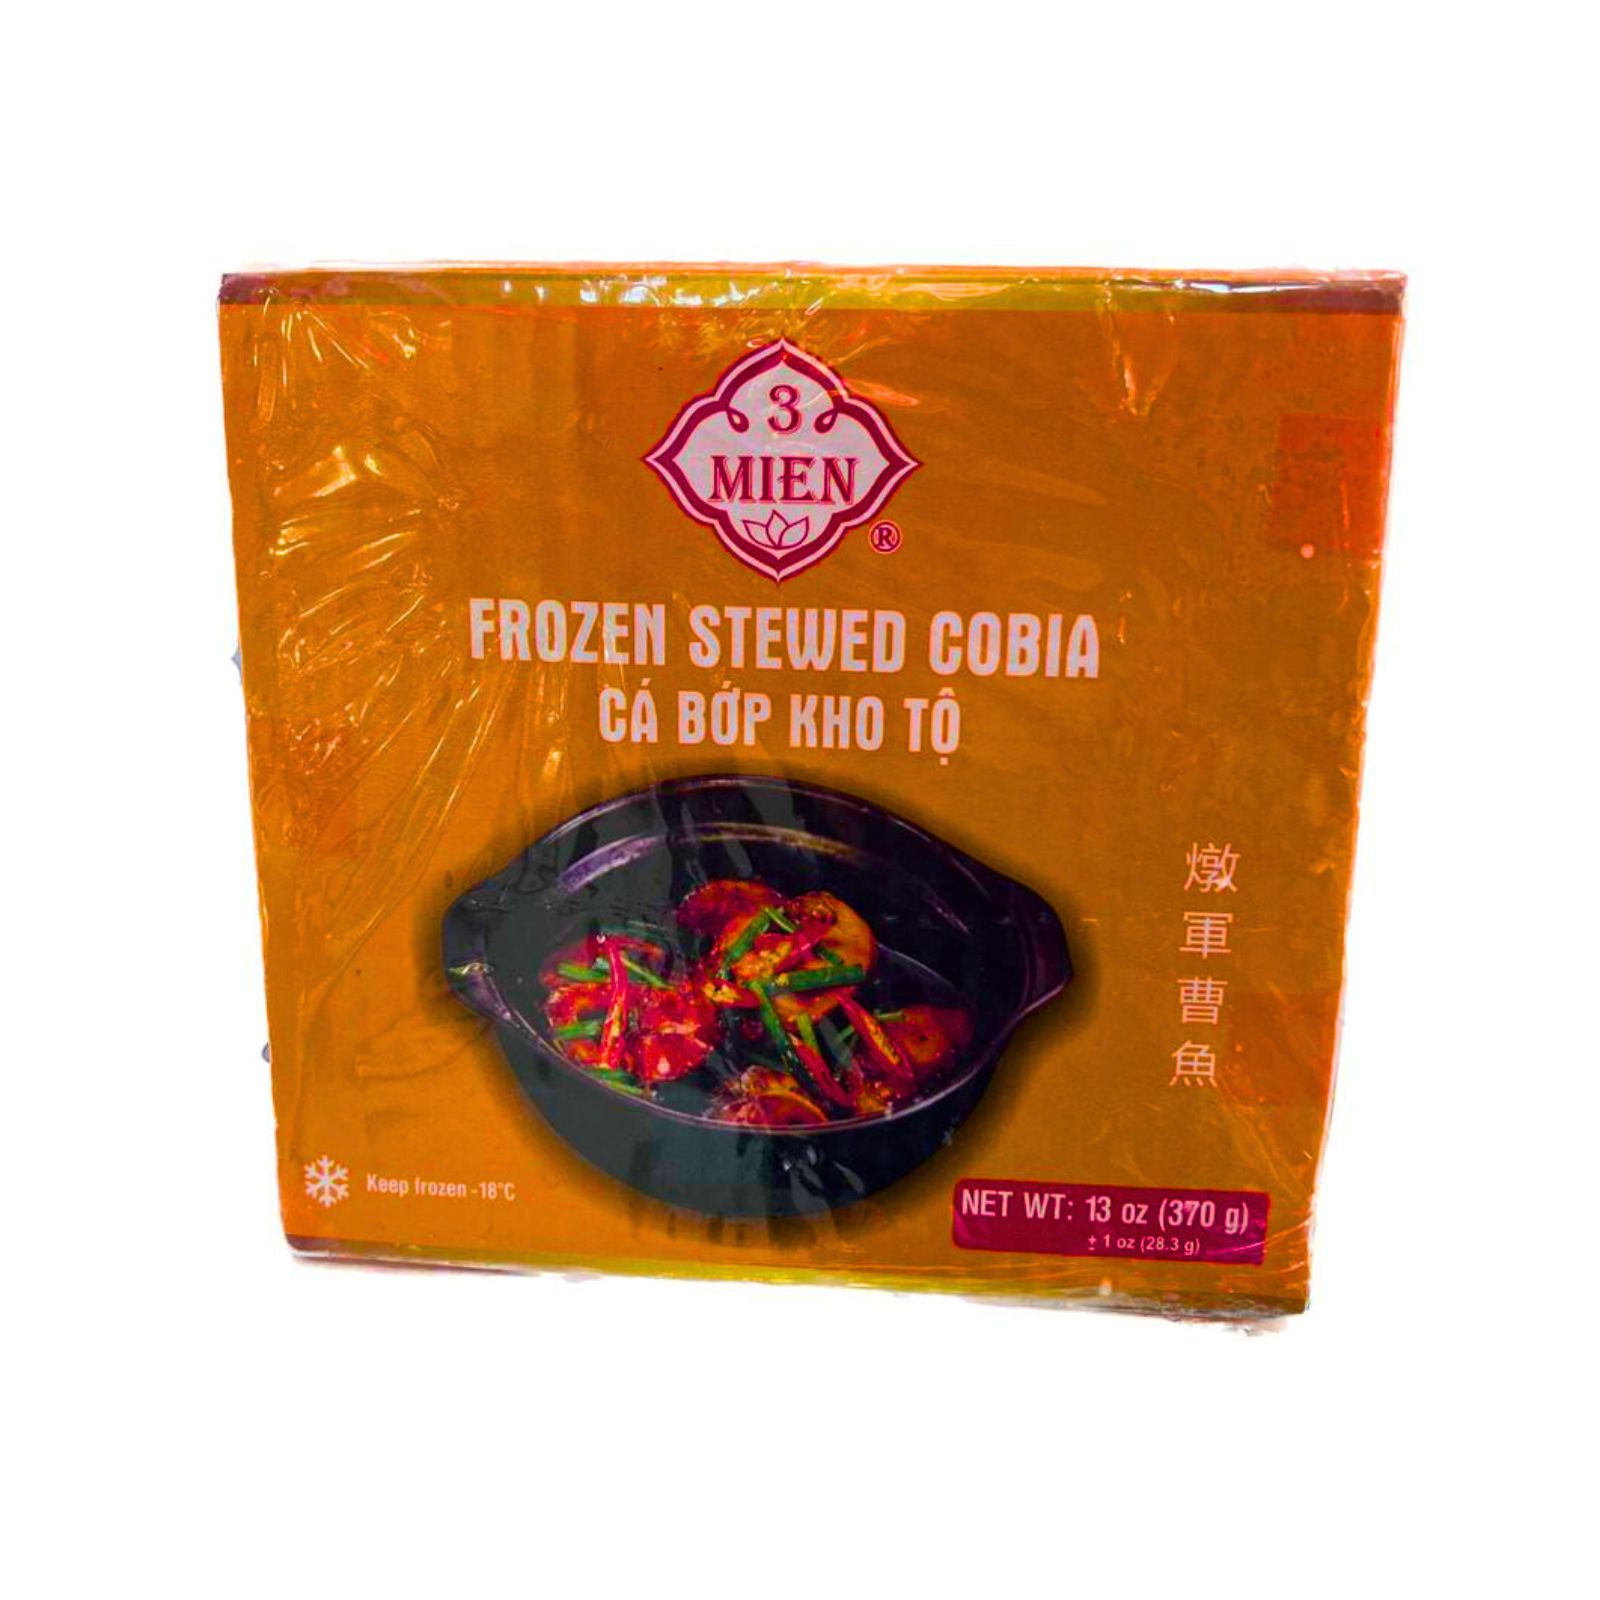 3
MIEN
®
FROZEN STEWED COBIA
CÁ BỚP KHO TỘ
燉軍曹魚
Keep frozen -18°C
NET WT: 13 oz (370 g)
± 1 oz (28.3 g)